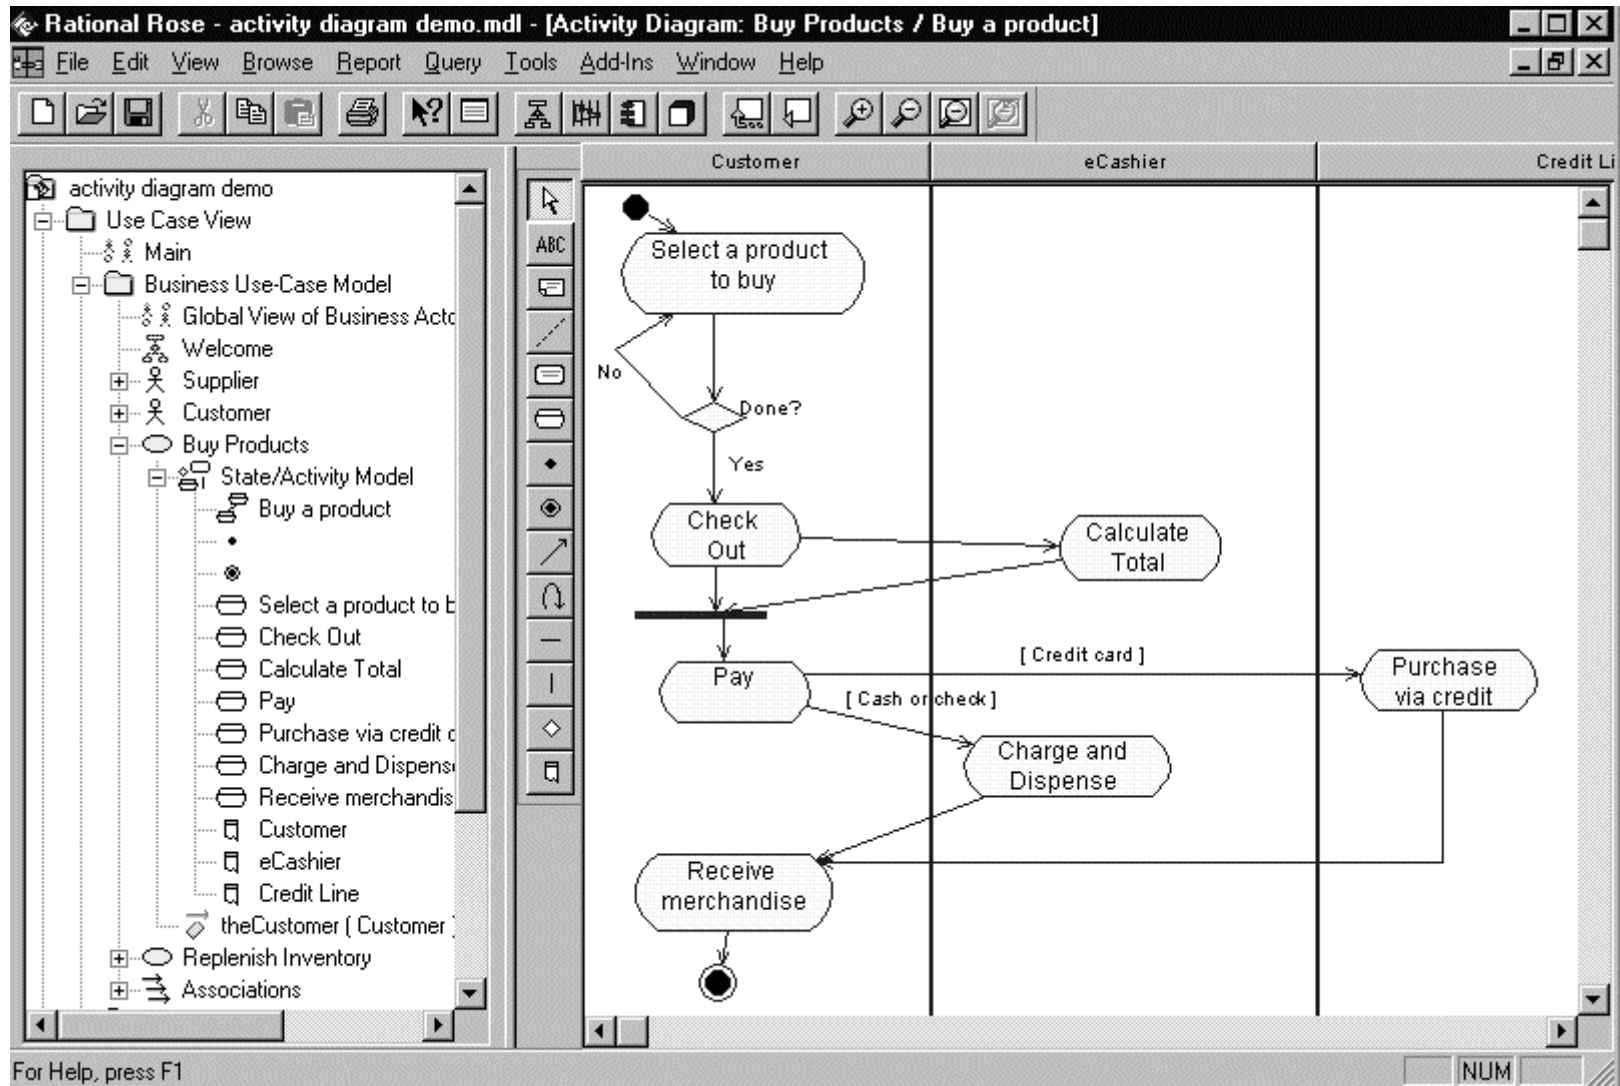 Rational Rose - activity diagram demo.mdl - [Activity Diagram: Buy Products / Buy a product]
File Edit View Browse Report Query Tools Add-Ins Window Help
activity diagram demo
Use Case View
Main
Business Use-Case Model
Global View of Business Acto
Welcome
Supplier
Customer
Buy Products
State/Activity Model
Buy a product
Select a product to b
Check Out
Calculate Total
Pay
Purchase via credit c
Charge and Dispens
Receive merchandis
Customer
eCashier
Credit Line
theCustomer ( Customer )
Replenish Inventory
Associations
ABC
Customer eCashier Credit Li
Select a product
to buy
No
Done?
Yes
Check
Out
Calculate
Total
Pay
[ Credit card ]
[ Cash or check ]
Purchase
via credit
Charge and
Dispense
Receive
merchandise
For Help, press F1
NUM